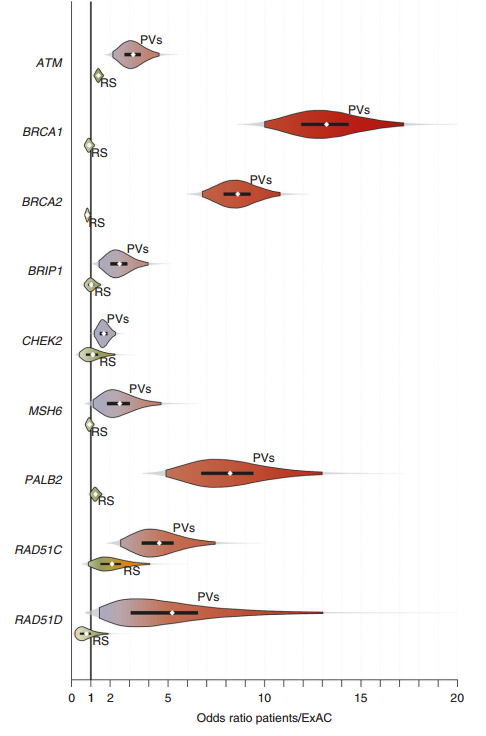 PVs
ATM
RS
PVs
BRCA1
RS
PVs
BRCA2
RS
PVs
BRIP1
RS
PVs
CHEK2
RS
PVs
MSH6
RS
PVs
PALB2
RS
PVs
RAD51C
RS
PVs
RAD51D
RS
0 1 2 5 10 15 20
Odds ratio patients/ExAC